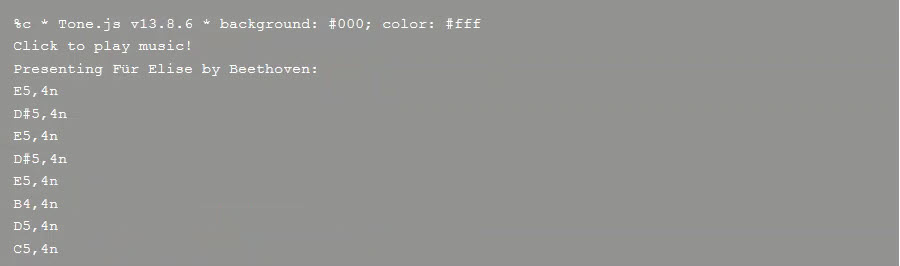 %c * Tone.js v13.8.6 * background: #000; color: #fff
Click to play music!
Presenting Für Elise by Beethoven:
E5,4n
D#5,4n
E5,4n
D#5,4n
E5,4n
B4,4n
D5,4n
C5,4n